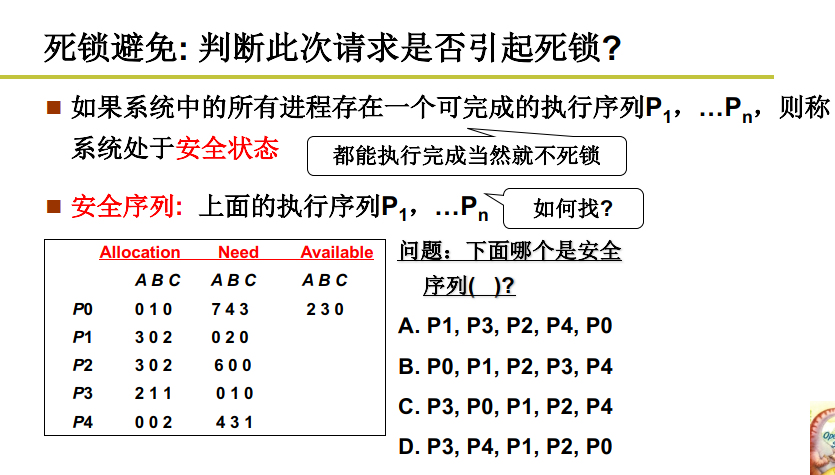 死锁避免: 判断此次请求是否引起死锁?
■ 如果系统中的所有进程存在一个可完成的执行序列P1，…Pn，则称
系统处于安全状态
都能执行完成当然就不死锁
■ 安全序列: 上面的执行序列P1，…Pn
如何找?
Allocation Need Available
A B C A B C A B C
P0 0 1 0 7 4 3 2 3 0
P1 3 0 2 0 2 0
P2 3 0 2 6 0 0
P3 2 1 1 0 1 0
P4 0 0 2 4 3 1
问题：下面哪个是安全
序列( )?
A. P1, P3, P2, P4, P0
B. P0, P1, P2, P3, P4
C. P3, P0, P1, P2, P4
D. P3, P4, P1, P2, P0